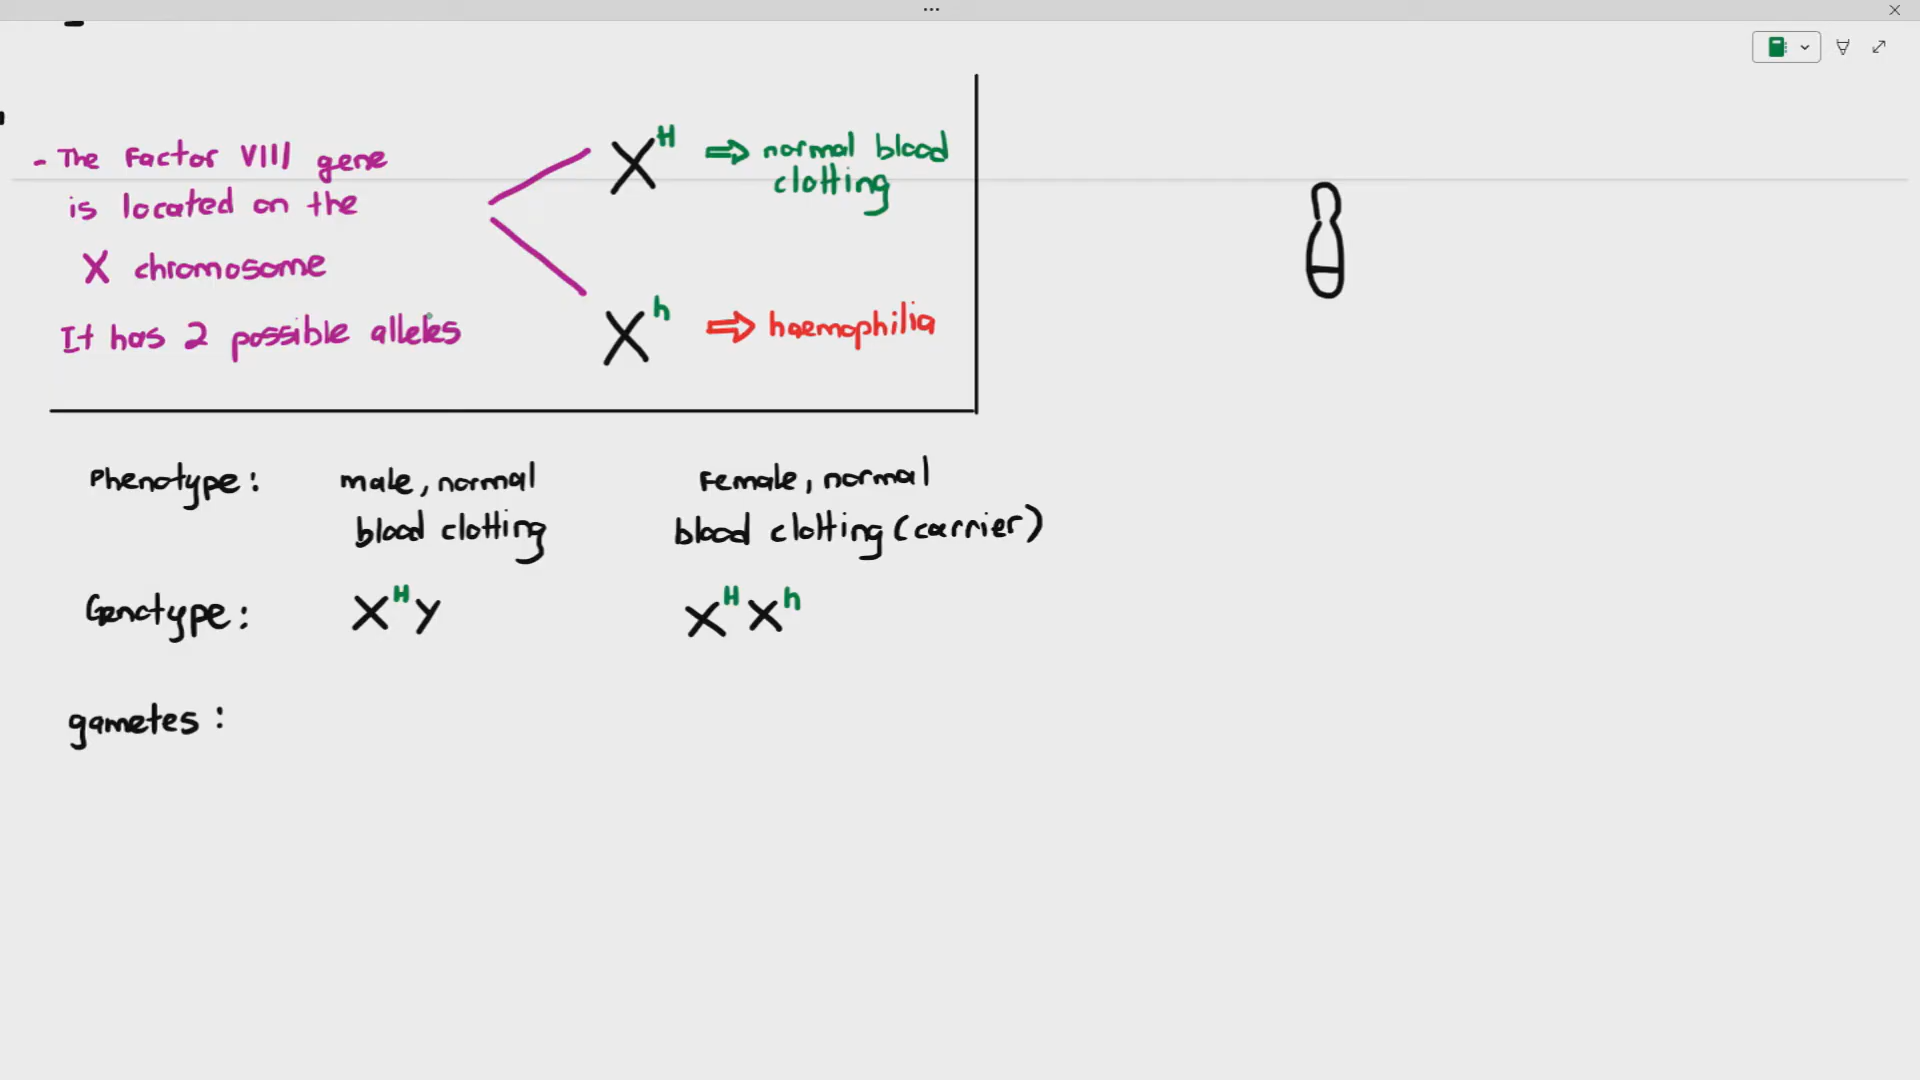 - The Factor VIII gene
is located on the
X chromosome
It has 2 possible alleles
X^H ⇒ normal blood
clotting
X^h ⇒ haemophilia
Phenotype: male, normal female, normal
blood clotting blood clotting (carrier)
Genotype: X^H Y X^H X^h
gametes :